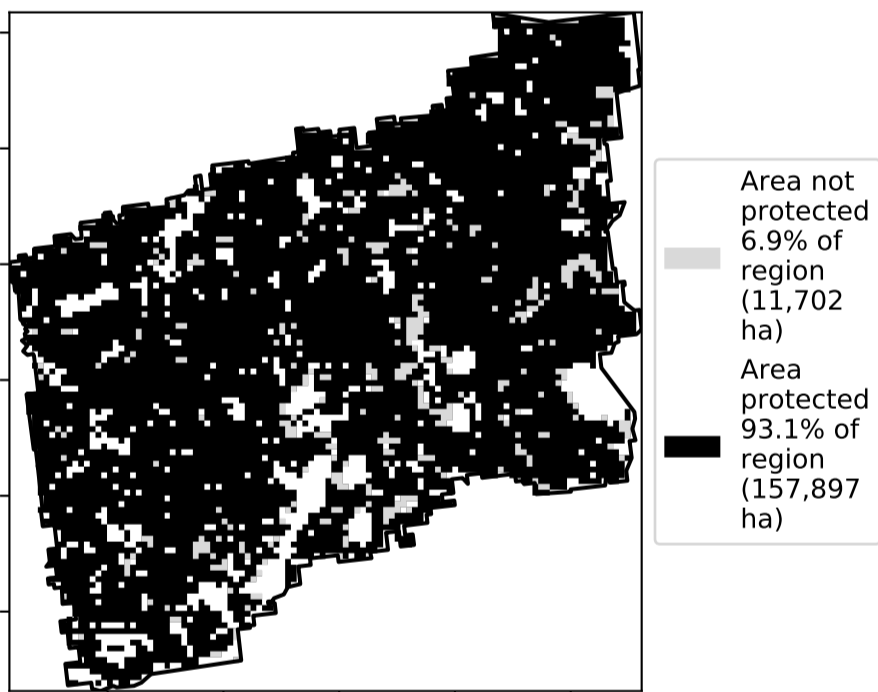 Area not
protected
6.9% of
region
(11,702
ha)
Area
protected
93.1% of
region
(157,897
ha)